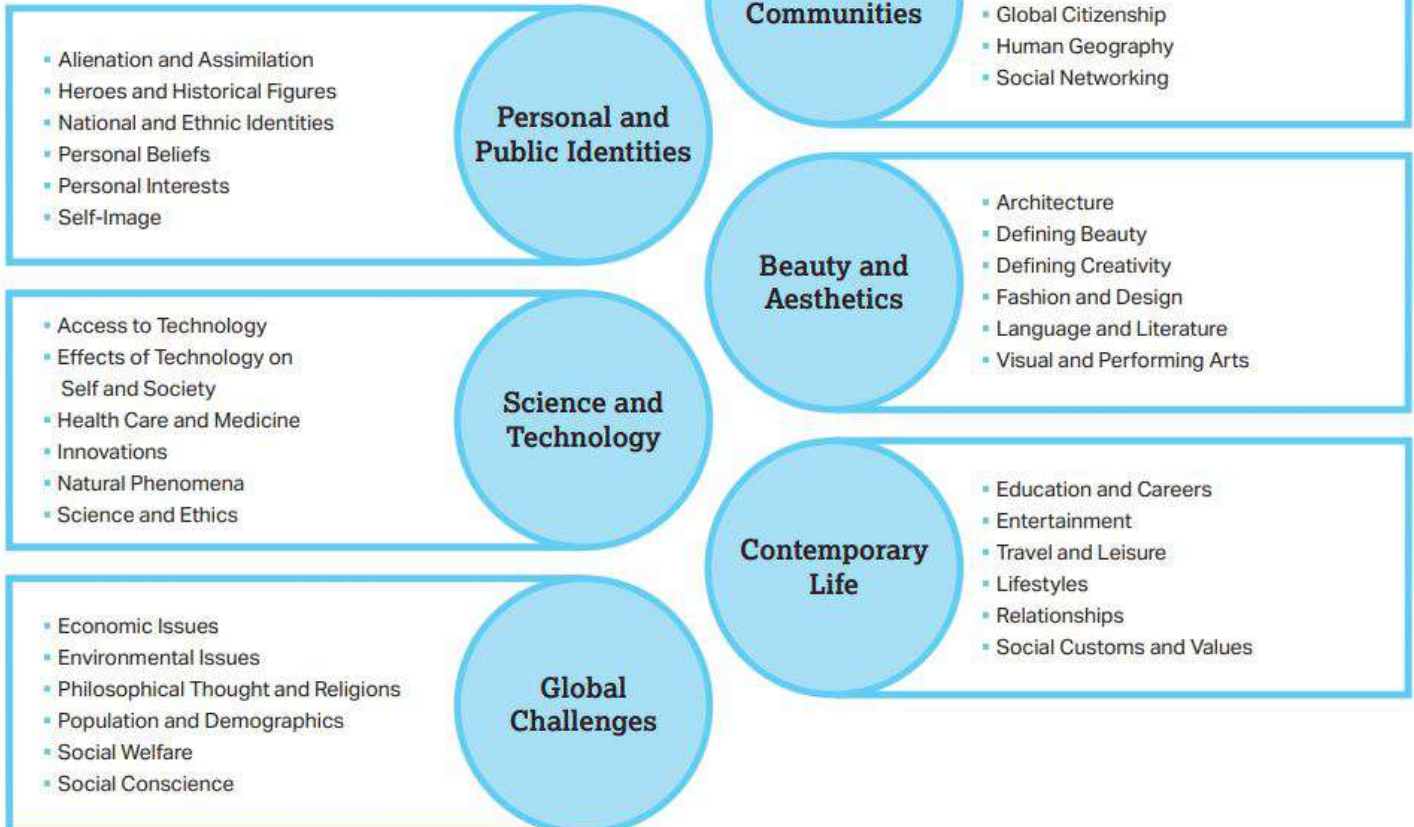 Communities
▪ Global Citizenship
▪ Human Geography
▪ Social Networking
▪ Alienation and Assimilation
▪ Heroes and Historical Figures
▪ National and Ethnic Identities
▪ Personal Beliefs
▪ Personal Interests
▪ Self-Image
Personal and
Public Identities
▪ Architecture
▪ Defining Beauty
▪ Defining Creativity
▪ Fashion and Design
▪ Language and Literature
▪ Visual and Performing Arts
Beauty and
Aesthetics
▪ Access to Technology
▪ Effects of Technology on
Self and Society
▪ Health Care and Medicine
▪ Innovations
▪ Natural Phenomena
▪ Science and Ethics
Science and
Technology
▪ Education and Careers
▪ Entertainment
▪ Travel and Leisure
▪ Lifestyles
▪ Relationships
▪ Social Customs and Values
Contemporary
Life
▪ Economic Issues
▪ Environmental Issues
▪ Philosophical Thought and Religions
▪ Population and Demographics
▪ Social Welfare
▪ Social Conscience
Global
Challenges